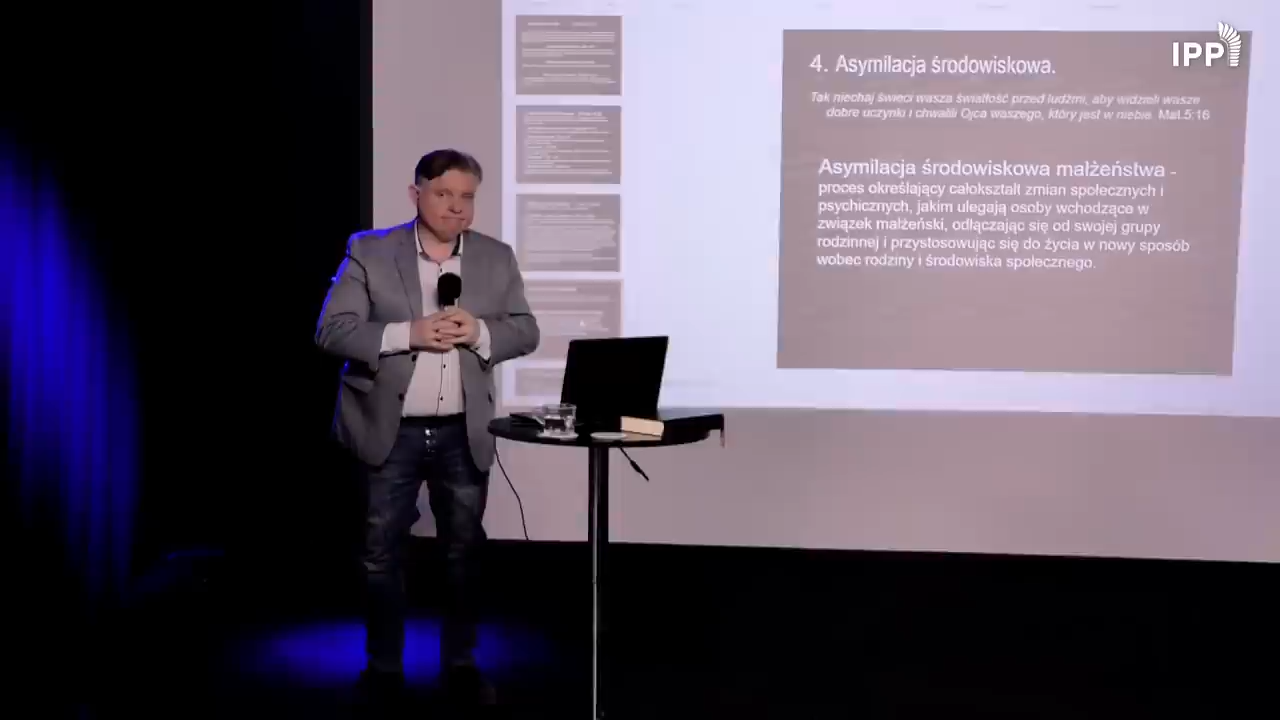 IPP
4. Asymilacja środowiskowa.
Tak niechaj świeci wasza światłość przed ludźmi, aby widzieli wasze
dobre uczynki i chwalili Ojca waszego, który jest w niebie. Mat.5:16
Asymilacja środowiskowa małżeństwa -
proces określający całokształt zmian społecznych i
psychicznych, jakim ulegają osoby wchodzące w
związek małżeński, odłączając się od swojej grupy
rodzinnej i przystosowując się do życia w nowy sposób
wobec rodziny i środowiska społecznego.